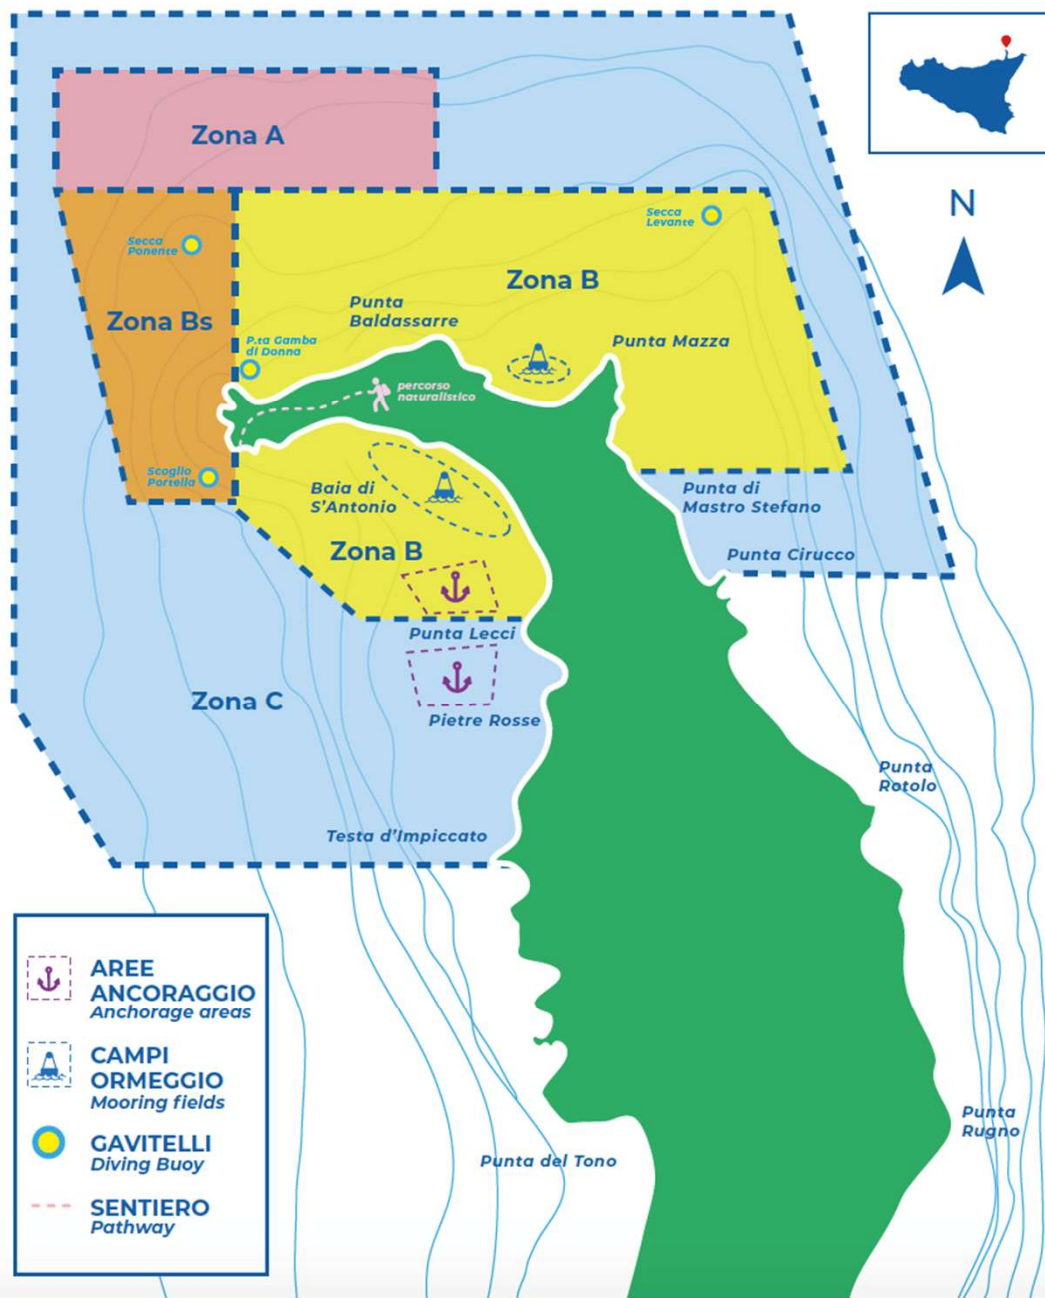 Zona A
N
Secca
Levante
Secca
Ponente
Zona B
Punta
Baldassarre
Zona Bs
P.ta Gamba
di Donna
Punta Mazza
percorso
naturalistico
Scoglio
Portella
Baia di
S'Antonio
Punta di
Mastro Stefano
Zona B
Punta Cirucco
Punta Lecci
Zona C
Pietre Rosse
Punta
Rotolo
Testa d'Impiccato
AREE
ANCORAGGIO
Anchorage areas
CAMPI
ORMEGGIO
Mooring fields
GAVITELLI
Diving Buoy
SENTIERO
Pathway
Punta
Rugno
Punta del Tono